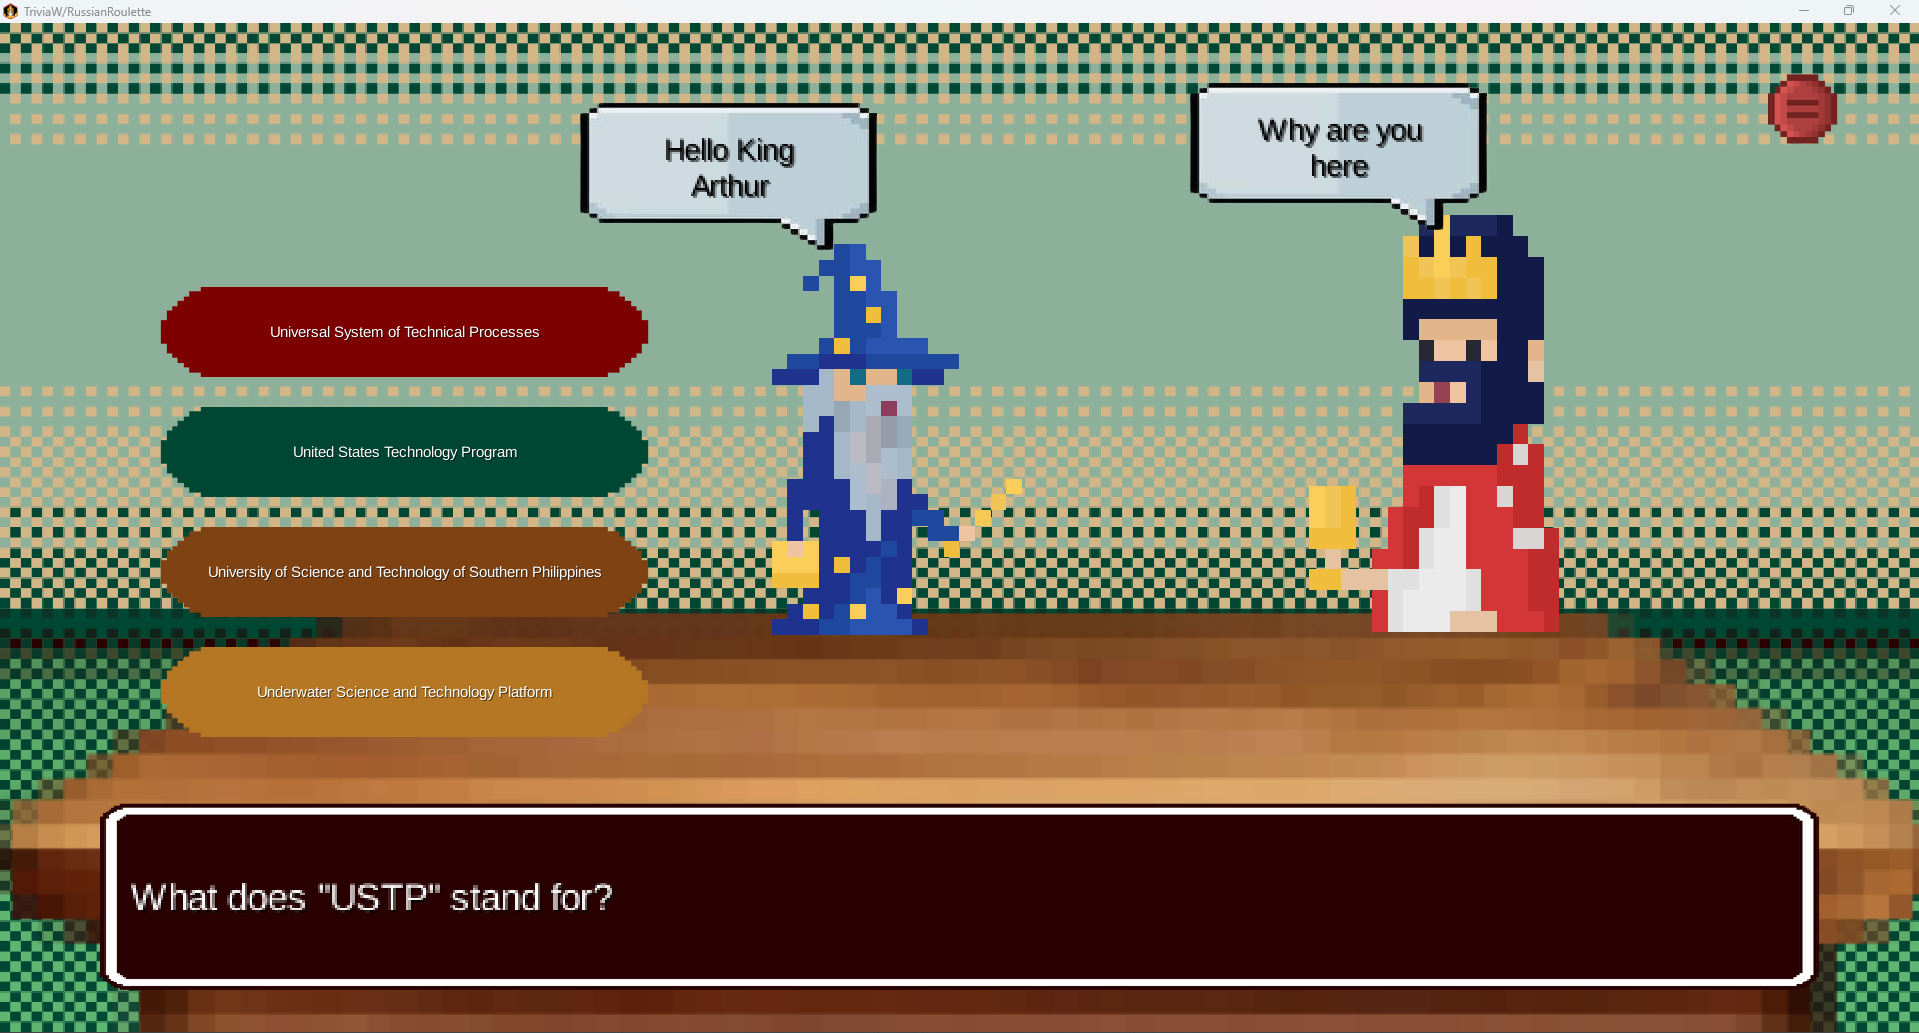 TriviaW/RussianRoulette
Hello King
Arthur
Why are you
here
Universal System of Technical Processes
United States Technology Program
University of Science and Technology of Southern Philippines
Underwater Science and Technology Platform
What does "USTP" stand for?